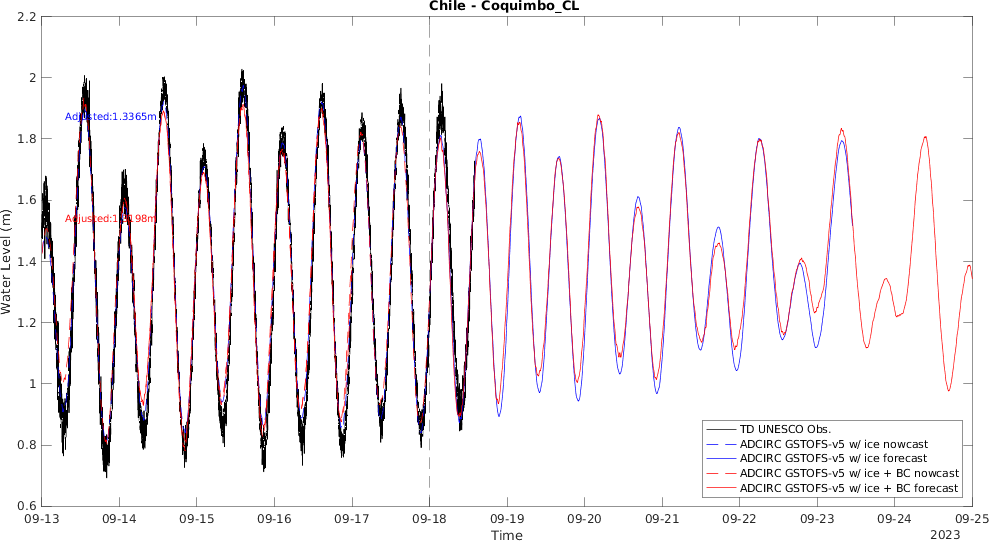 Chile - Coquimbo_CL
Water Level (m)
2.2
2
1.8
1.6
1.4
1.2
1
0.8
0.6
Adjusted:1.3365m
TD UNESCO Obs.
ADCIRC GSTOFS-v5 w/ ice nowcast
ADCIRC GSTOFS-v5 w/ ice forecast
ADCIRC GSTOFS-v5 w/ ice + BC nowcast
ADCIRC GSTOFS-v5 w/ ice + BC forecast
09-13 09-14 09-15 09-16 09-17 09-18 09-19 09-20 09-21 09-22 09-23 09-24 09-25
Time
2023